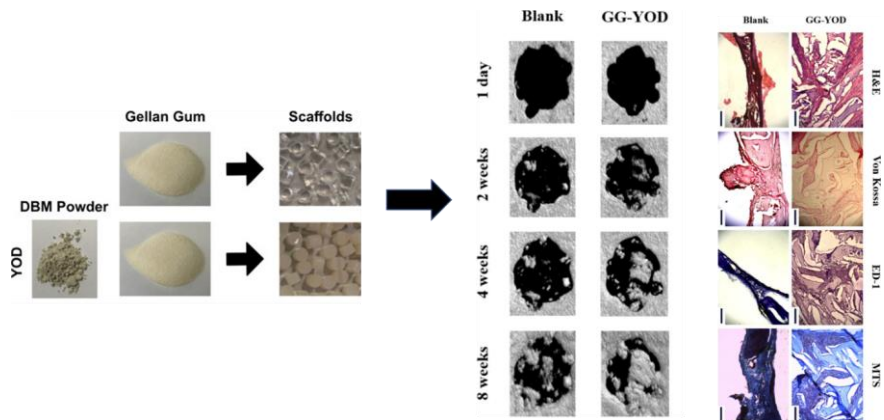 Gellan Gum
Scaffolds
DBM Powder
YOD
Blank
GG-YOD
1 day
2 weeks
4 weeks
8 weeks
Blank
GG-YOD
H&E
Von Kossa
ED-1
MTS